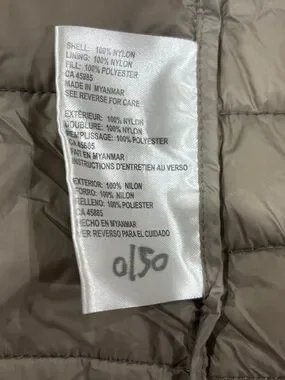 SHELL: 100% NYLON
LINING: 100% NYLON
FILL: 100% POLYESTER
CA 45885
MADE IN MYANMAR
SEE REVERSE FOR CARE
EXTÉRIEUR: 100% NYLON
DOUBLURE: 100% NYLON
REMPLISSAGE: 100% POLYESTER
CA 45885
FAIT EN MYANMAR
INSTRUCTIONS D'ENTRETIEN AU VERSO
EXTERIOR: 100% NILON
FORRO: 100% NILON
RELLENO: 100% POLIESTER
CA 45885
HECHO EN MYANMAR
VER REVERSO PARA EL CUIDADO
0150